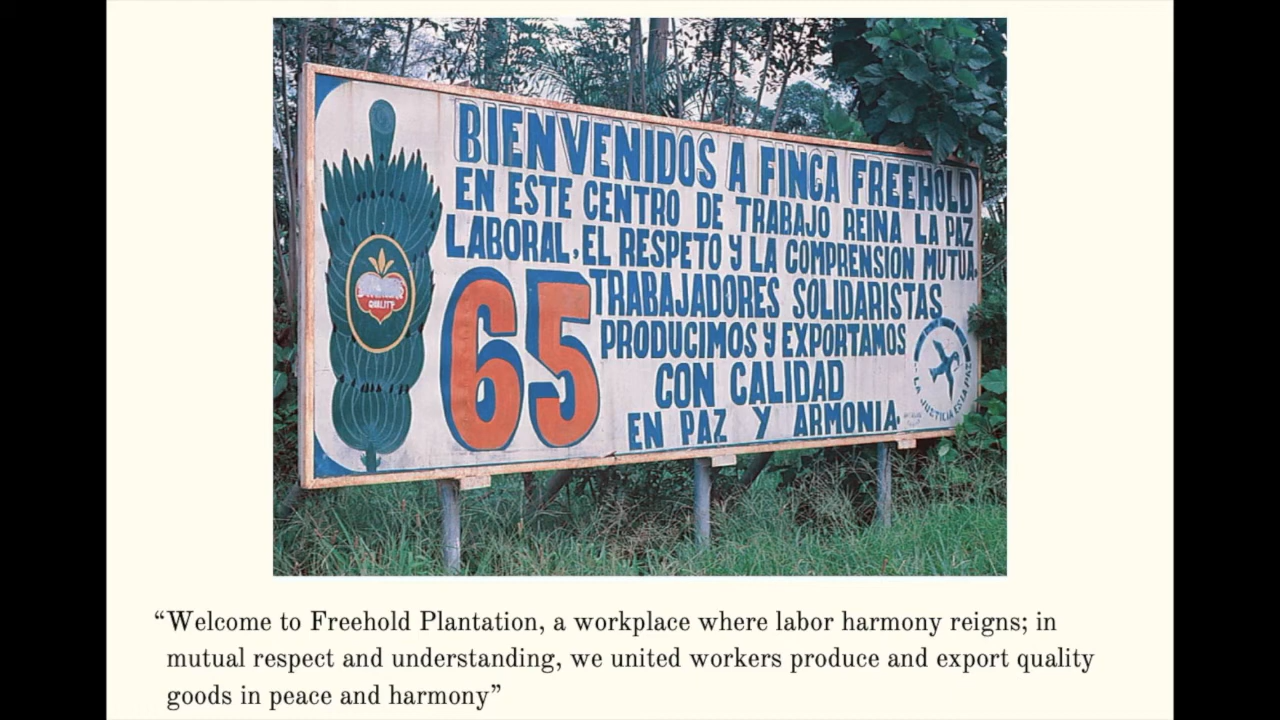 BIENVENIDOS A FINCA FREEHOLD
EN ESTE CENTRO DE TRABAJO REINA LA PAZ
LABORAL, EL RESPETO Y LA COMPRENSION MUTUA.
65 TRABAJADORES SOLIDARISTAS
PRODUCIMOS Y EXPORTAMOS
CON CALIDAD
EN PAZ Y ARMONIA.
QUALITY
LA JUSTICIA ES LA PAZ
“Welcome to Freehold Plantation, a workplace where labor harmony reigns; in
mutual respect and understanding, we united workers produce and export quality
goods in peace and harmony”